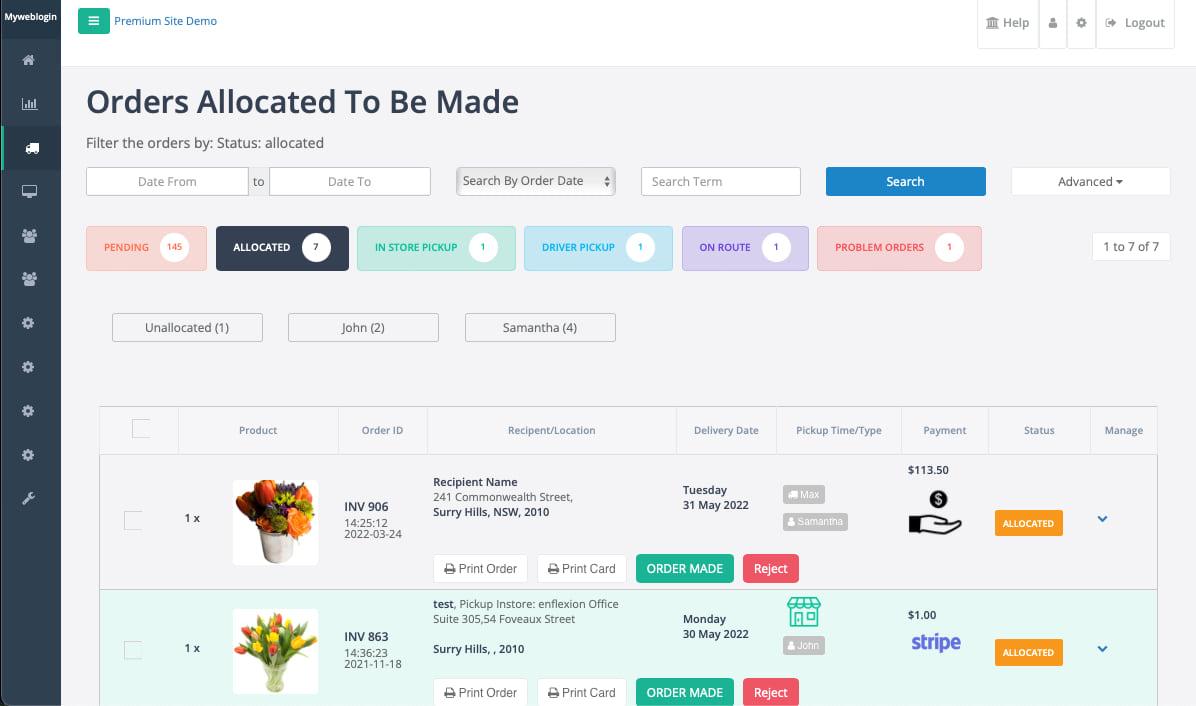 Myweblogin
Premium Site Demo
Help
Logout
Orders Allocated To Be Made
Filter the orders by: Status: allocated
Date From to Date To Search By Order Date Search Term Search Advanced
PENDING 145 ALLOCATED 7 IN STORE PICKUP 1 DRIVER PICKUP 1 ON ROUTE 1 PROBLEM ORDERS 1 1 to 7 of 7
Unallocated (1) John (2) Samantha (4)
Product Order ID Recipent/Location Delivery Date Pickup Time/Type Payment Status Manage
1 x
INV 906
14:25:12
2022-03-24
Recipient Name
241 Commonwealth Street,
Surry Hills, NSW, 2010
Tuesday
31 May 2022
Max
Samantha
$113.50
$
ALLOCATED
Print Order Print Card ORDER MADE Reject
1 x
INV 863
14:36:23
2021-11-18
test, Pickup Instore: enflexion Office
Suite 305,54 Foveaux Street
Surry Hills, , 2010
Monday
30 May 2022
John
$1.00
stripe
ALLOCATED
Print Order Print Card ORDER MADE Reject